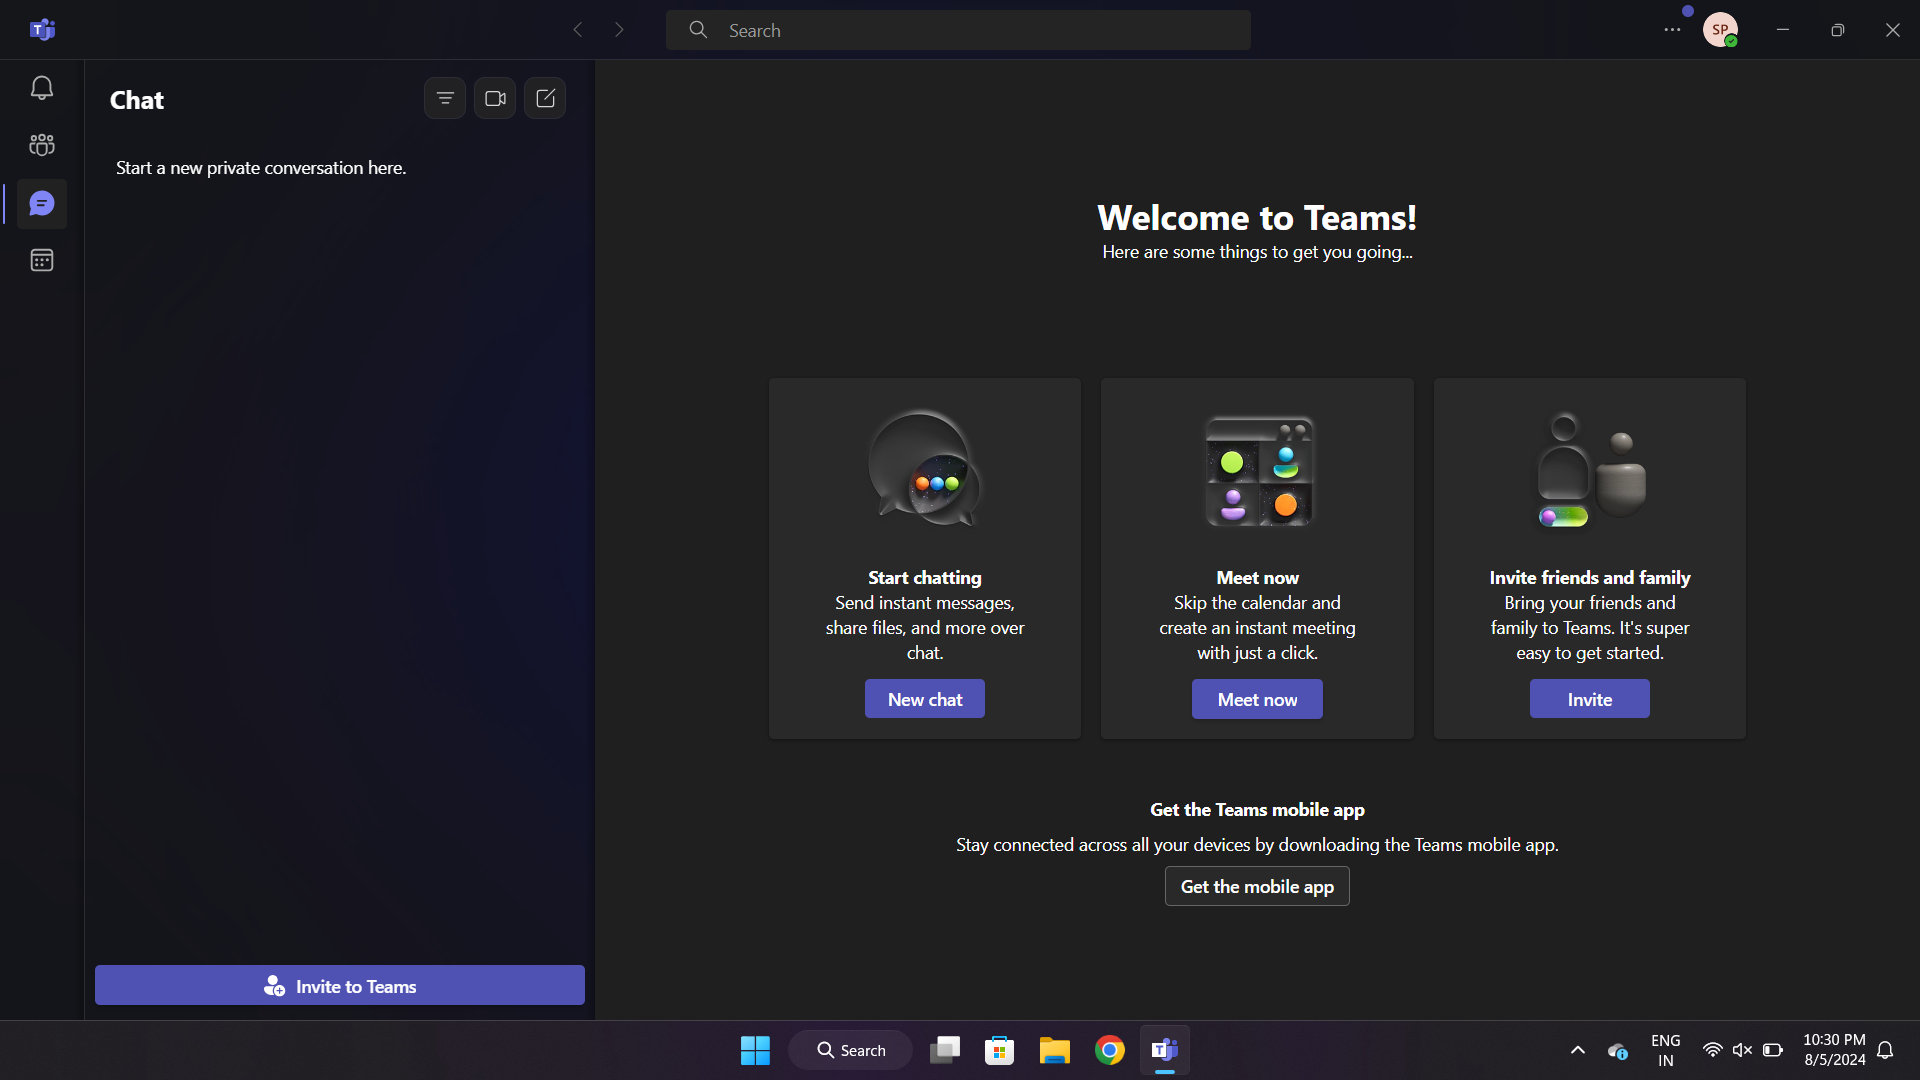 T
Search
SP
Chat
Start a new private conversation here.
Welcome to Teams!
Here are some things to get you going...
Start chatting
Send instant messages,
share files, and more over
chat.
New chat
Meet now
Skip the calendar and
create an instant meeting
with just a click.
Meet now
Invite friends and family
Bring your friends and
family to Teams. It's super
easy to get started.
Invite
Get the Teams mobile app
Stay connected across all your devices by downloading the Teams mobile app.
Get the mobile app
Invite to Teams
Search
T
ENG
IN
10:30 PM
8/5/2024